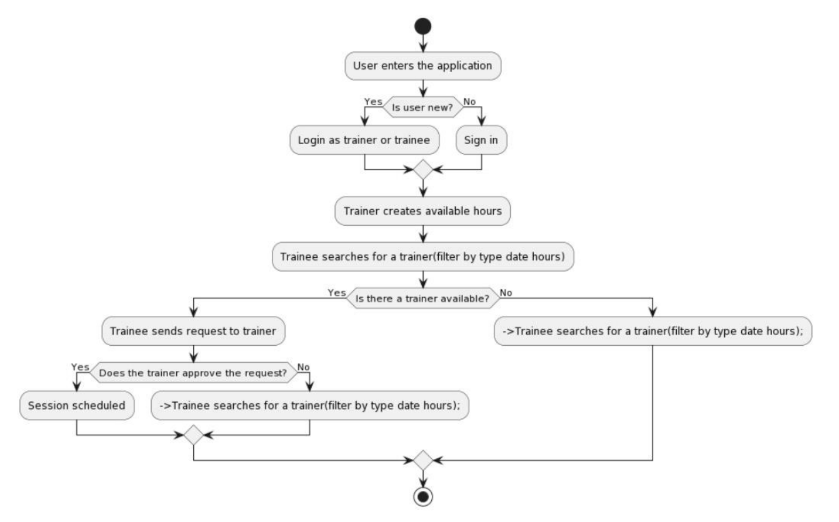 User enters the application
Yes
Is user new?
No
Login as trainer or trainee
Sign in
Trainer creates available hours
Trainee searches for a trainer(filter by type date hours)
Yes
Is there a trainer available?
No
Trainee sends request to trainer
->Trainee searches for a trainer(filter by type date hours);
Yes
Does the trainer approve the request?
No
Session scheduled
->Trainee searches for a trainer(filter by type date hours);